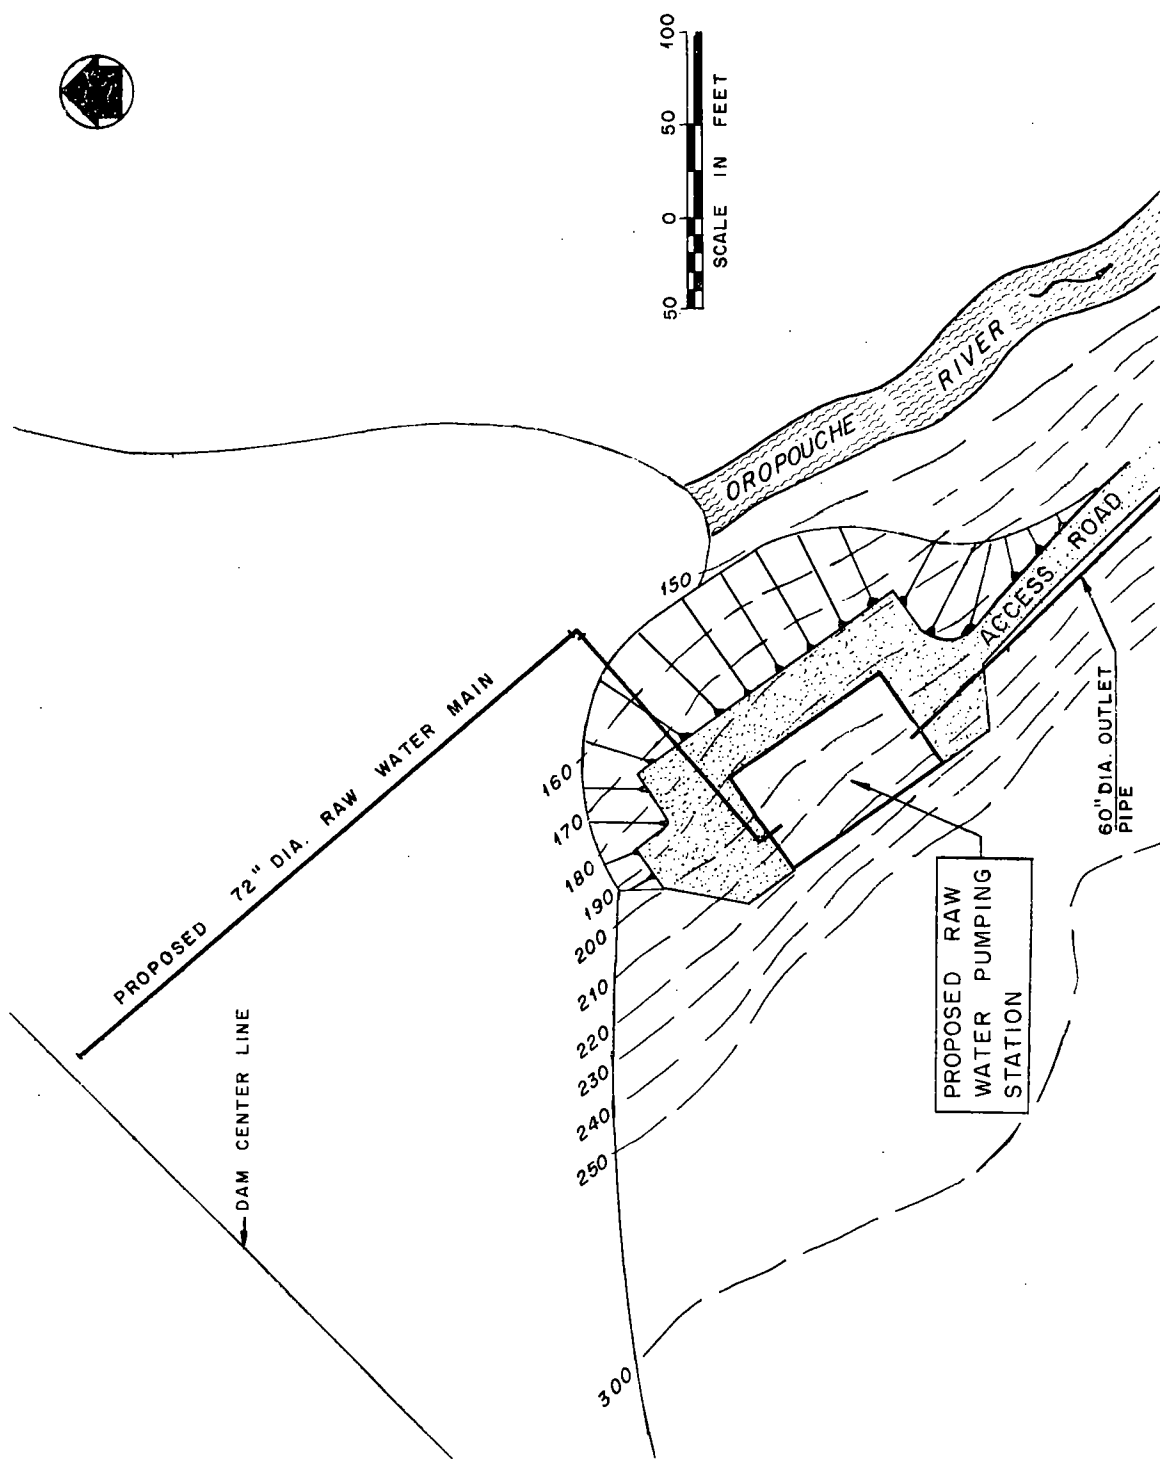 50 0 50 100
SCALE IN FEET
OROPOUCHE RIVER
ACCESS ROAD
60" DIA. OUTLET
PIPE
PROPOSED RAW
WATER PUMPING
STATION
PROPOSED 72" DIA. RAW WATER MAIN
DAM CENTER LINE
150
160
170
180
190
200
210
220
230
240
250
300